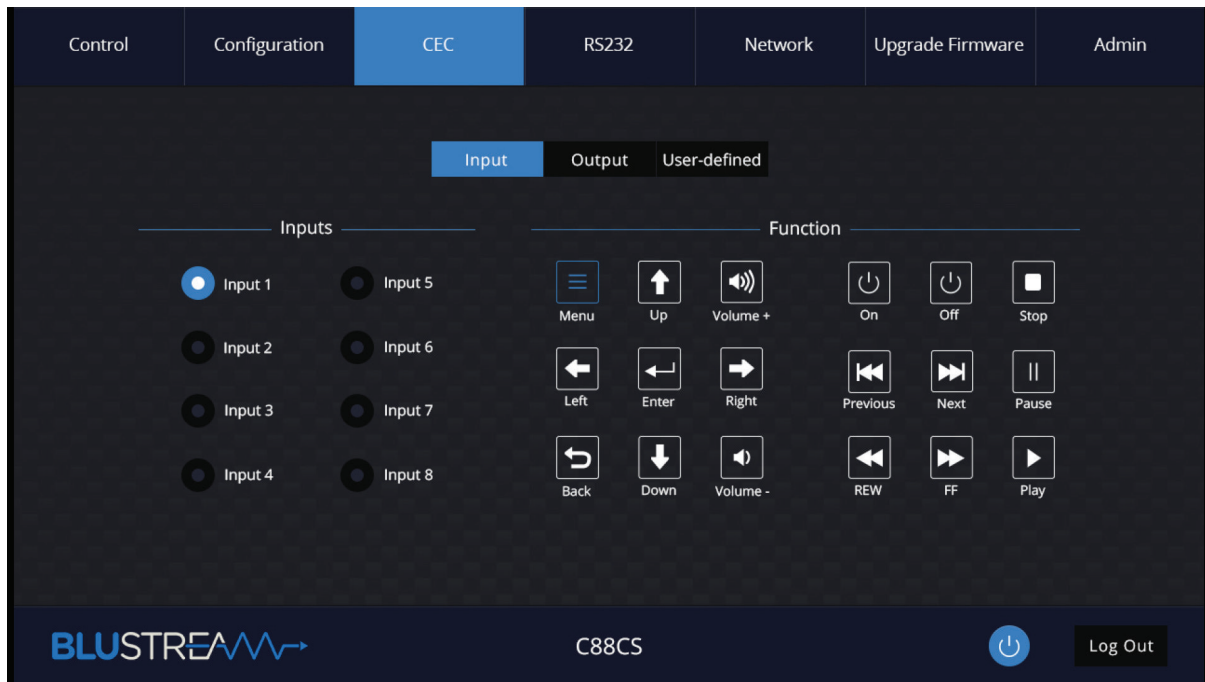 Control Configuration CEC RS232 Network Upgrade Firmware Admin
Input Output User-defined
Inputs Function
Input 1 Input 5
Menu Up Volume + On Off Stop
Input 2 Input 6
Left Enter Right Previous Next Pause
Input 3 Input 7
Input 4 Input 8
Back Down Volume - REW FF Play
BLUSTREAM C88CS Log Out